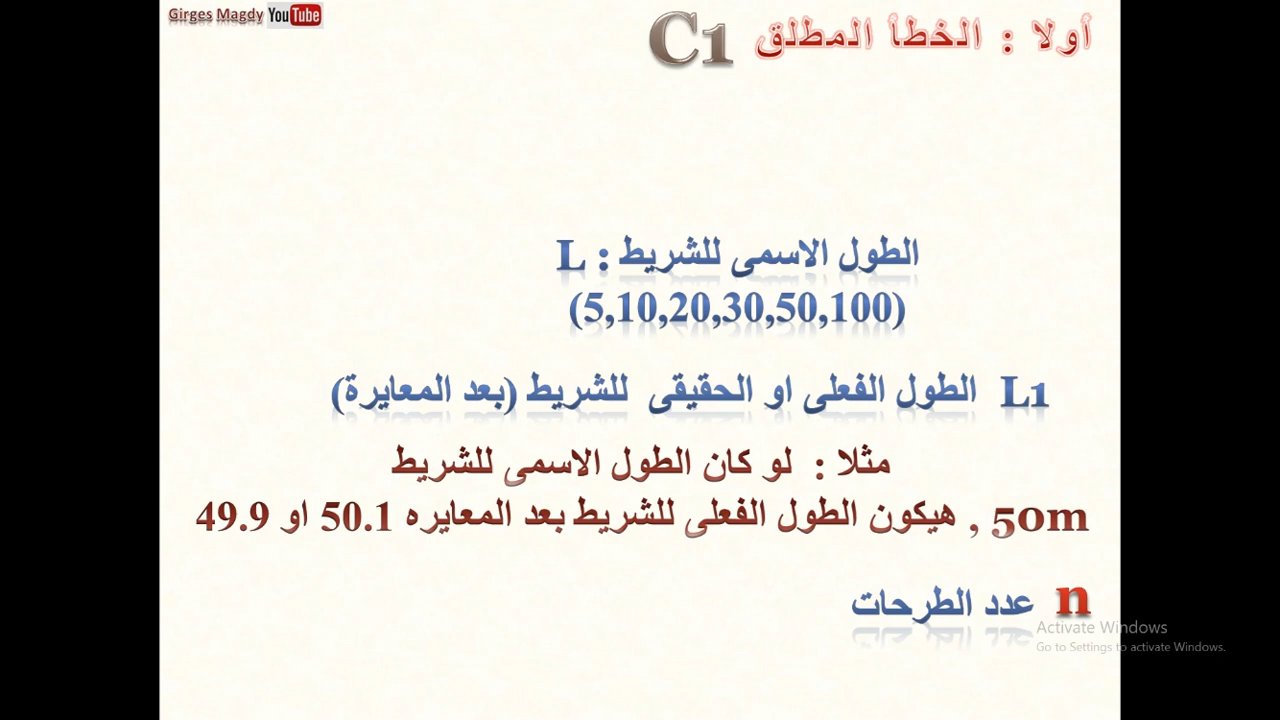 Girges Magdy YouTube
أولا : الخطأ المطلق C1
الطول الاسمى للشريط : L
(5,10,20,30,50,100)
L1 الطول الفعلى او الحقيقى للشريط (بعد المعايرة)
مثلا : لو كان الطول الاسمى للشريط
50m , هيكون الطول الفعلى للشريط بعد المعايره 50.1 او 49.9
n عدد الطرحات
Activate Windows
Go to Settings to activate Windows.